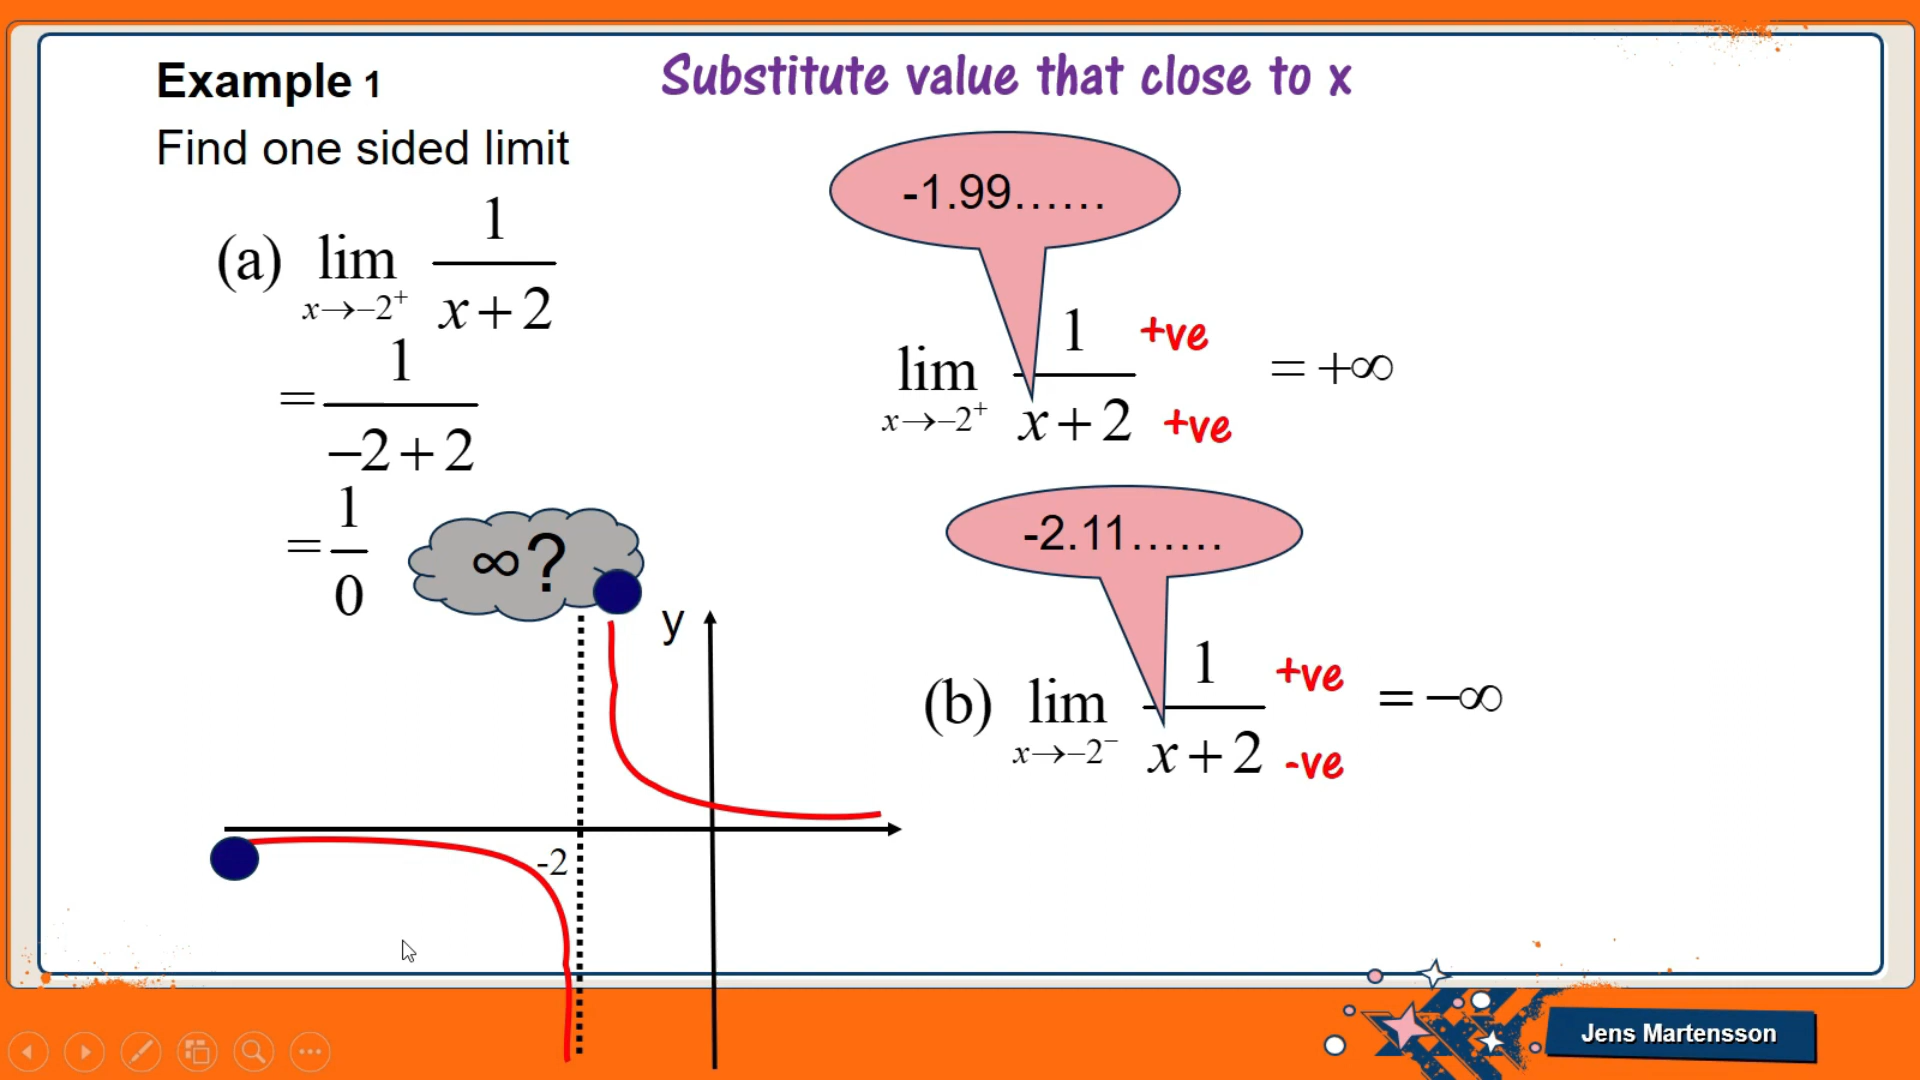 Example 1
Substitute value that close to x
Find one sided limit
(a) lim x→−2⁺ 1/(x+2)
= 1/(−2+2)
= 1/0
∞?
-1.99......
lim x→−2⁺ 1/(x+2) +ve +ve = +∞
-2.11......
(b) lim x→−2⁻ 1/(x+2) +ve -ve = −∞
y
-2
Jens Martensson